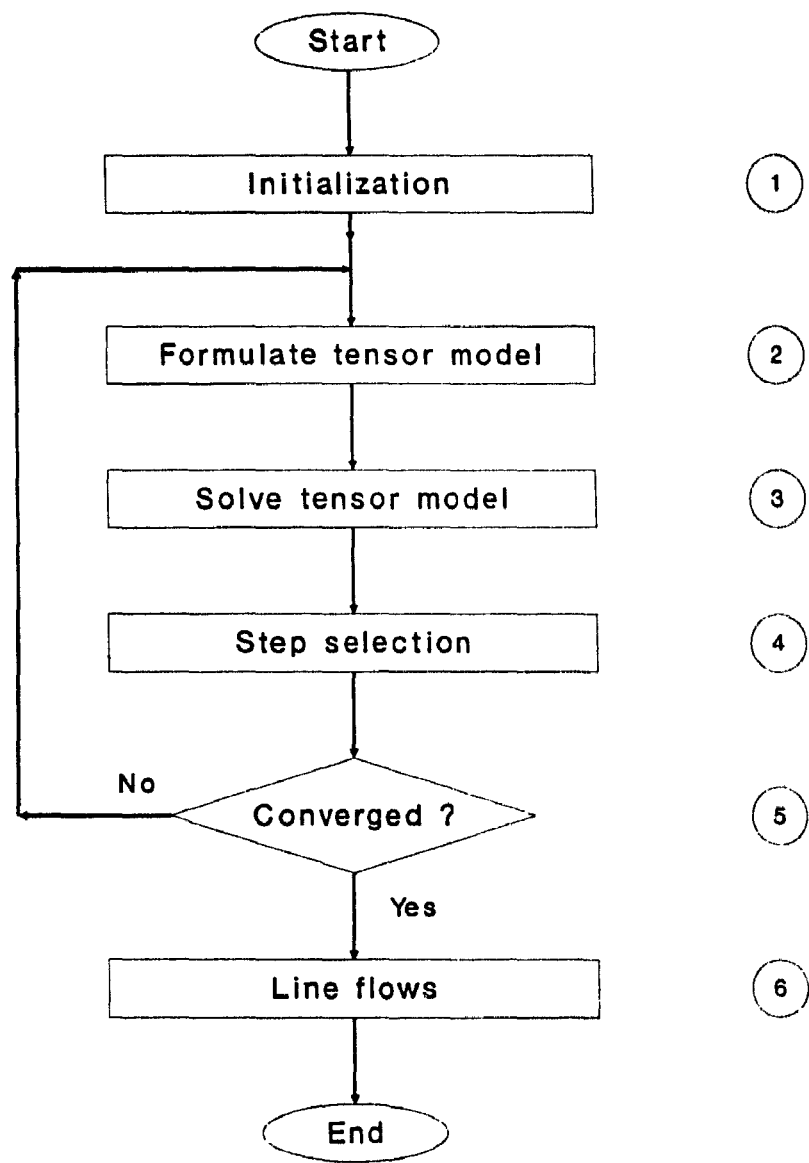 Start
Initialization 1
Formulate tensor model 2
Solve tensor model 3
Step selection 4
No
Converged ? 5
Yes
Line flows 6
End